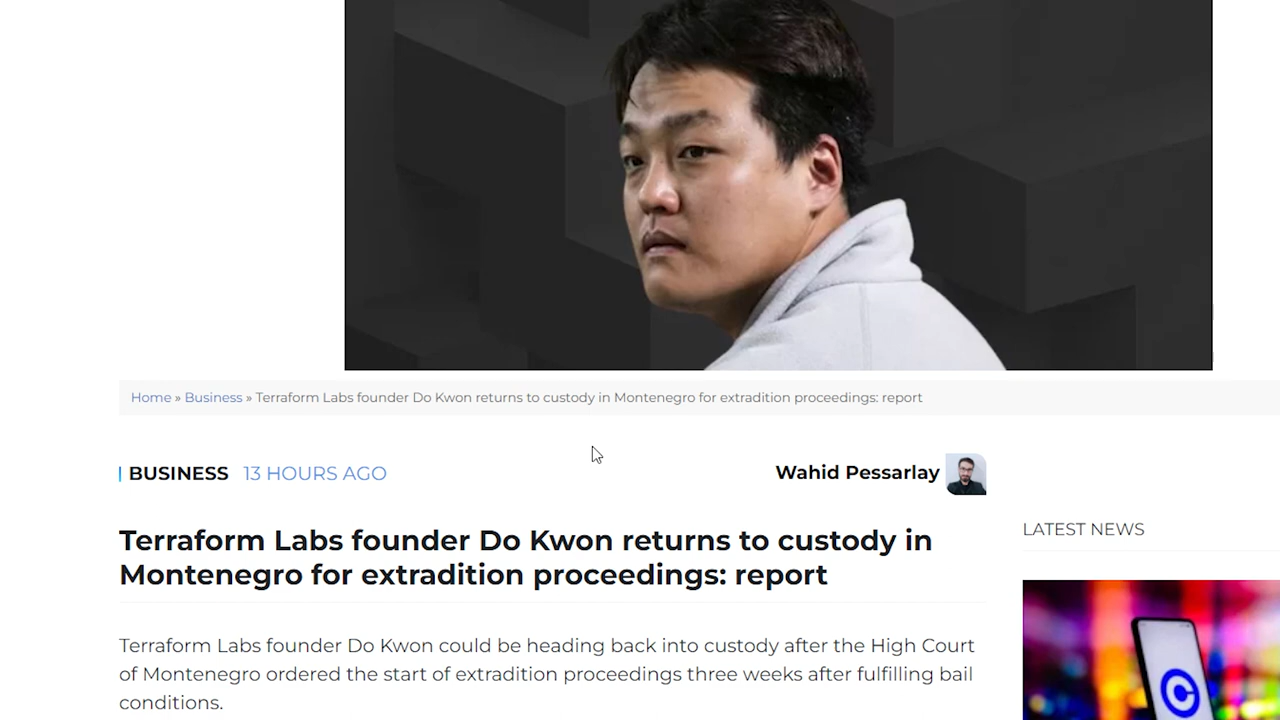 Home » Business » Terraform Labs founder Do Kwon returns to custody in Montenegro for extradition proceedings: report
BUSINESS 13 HOURS AGO
Wahid Pessarlay
Terraform Labs founder Do Kwon returns to custody in
Montenegro for extradition proceedings: report
Terraform Labs founder Do Kwon could be heading back into custody after the High Court
of Montenegro ordered the start of extradition proceedings three weeks after fulfilling bail
conditions.
LATEST NEWS